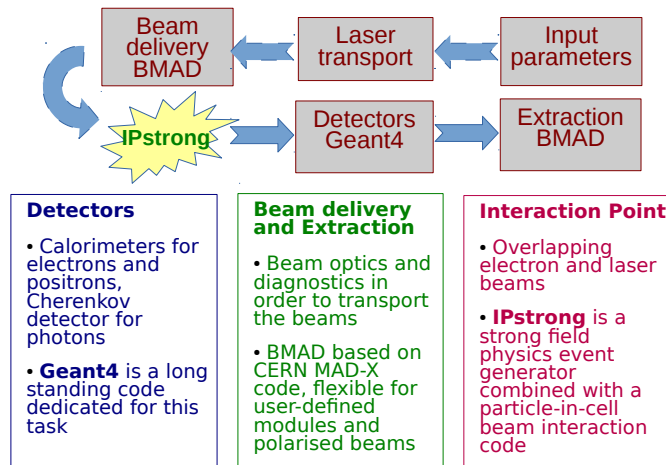 Beam
delivery
BMAD
Laser
transport
Input
parameters
IPstrong
Detectors
Geant4
Extraction
BMAD
Detectors
• Calorimeters for
electrons and
positrons,
Cherenkov
detector for
photons
• Geant4 is a long
standing code
dedicated for this
task
Beam delivery
and Extraction
• Beam optics and
diagnostics in
order to transport
the beams
• BMAD based on
CERN MAD-X
code, flexible for
user-defined
modules and
polarised beams
Interaction Point
• Overlapping
electron and laser
beams
• IPstrong is a
strong field
physics event
generator
combined with a
particle-in-cell
beam interaction
code